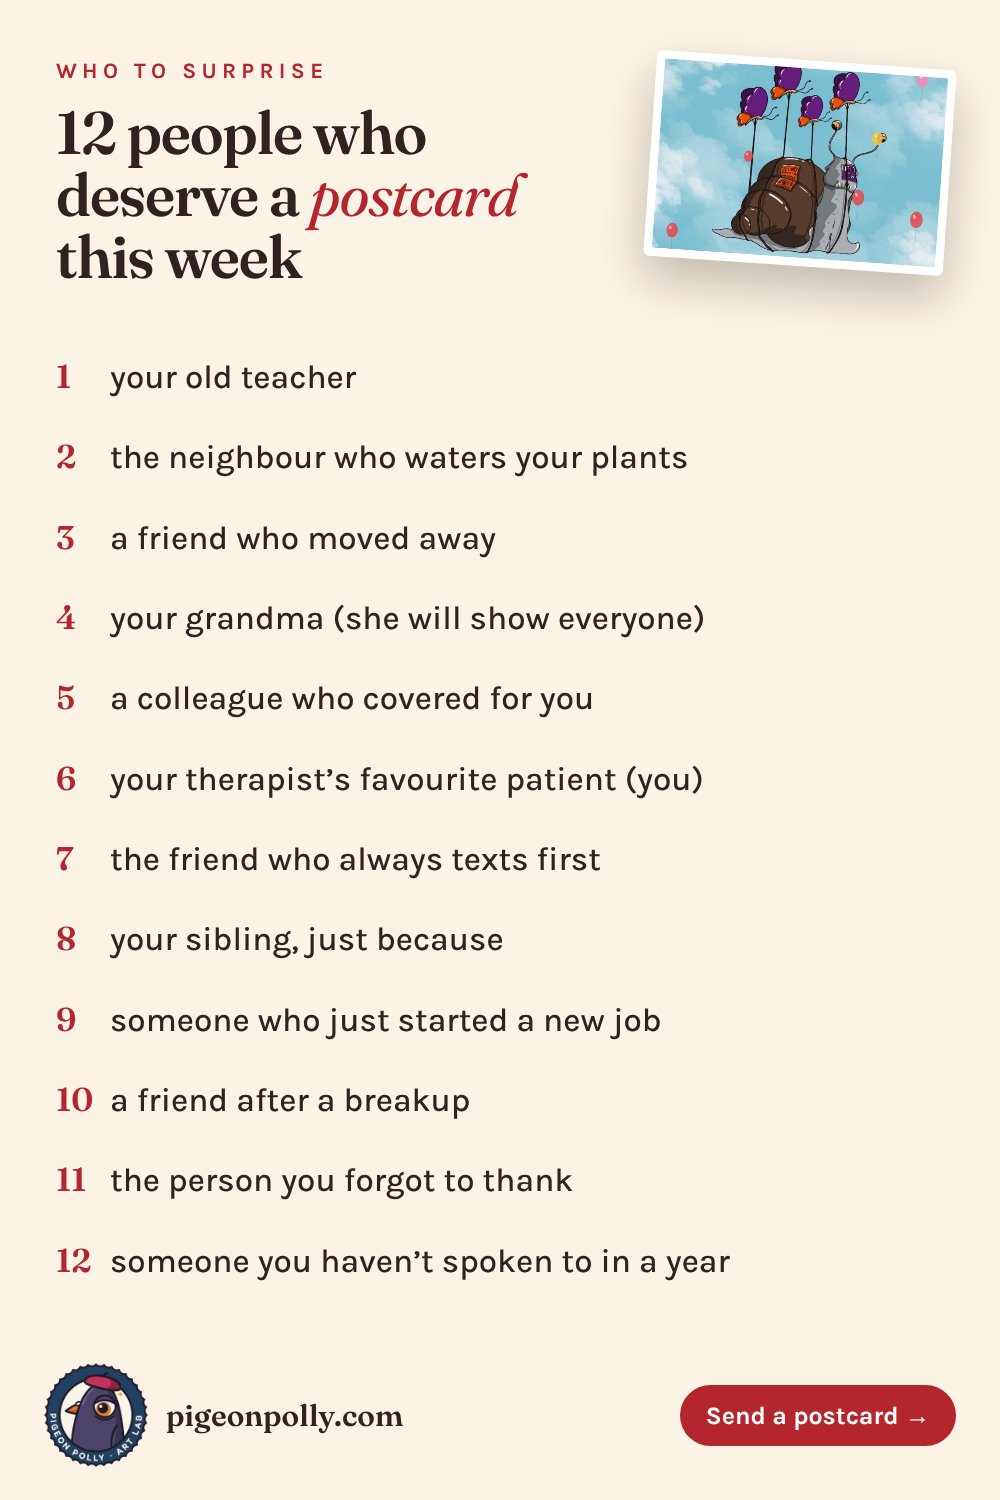 WHO TO SURPRISE
12 people who
deserve a postcard
this week
1 your old teacher
2 the neighbour who waters your plants
3 a friend who moved away
4 your grandma (she will show everyone)
5 a colleague who covered for you
6 your therapist’s favourite patient (you)
7 the friend who always texts first
8 your sibling, just because
9 someone who just started a new job
10 a friend after a breakup
11 the person you forgot to thank
12 someone you haven’t spoken to in a year
PIGEON POLLY · ART LAB
pigeonpolly.com
Send a postcard →